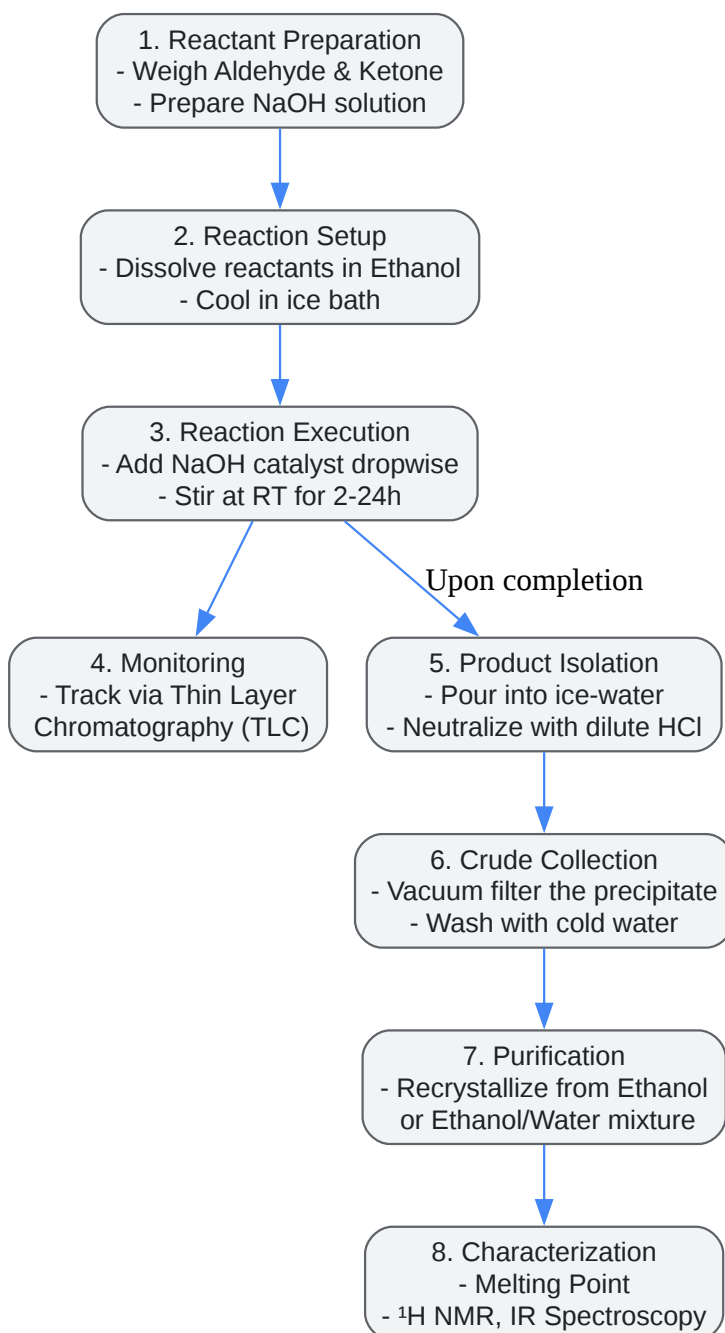 1. Reactant Preparation
- Weigh Aldehyde & Ketone
- Prepare NaOH solution
2. Reaction Setup
- Dissolve reactants in Ethanol
- Cool in ice bath
3. Reaction Execution
- Add NaOH catalyst dropwise
- Stir at RT for 2-24h
Upon completion
4. Monitoring
- Track via Thin Layer
Chromatography (TLC)
5. Product Isolation
- Pour into ice-water
- Neutralize with dilute HCl
6. Crude Collection
- Vacuum filter the precipitate
- Wash with cold water
7. Purification
- Recrystallize from Ethanol
or Ethanol/Water mixture
8. Characterization
- Melting Point
- ¹H NMR, IR Spectroscopy